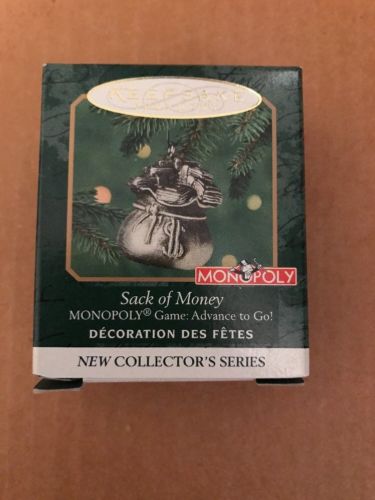 KEEPSAKE
MONOPOLY
Sack of Money
MONOPOLY® Game: Advance to Go!
DÉCORATION DES FÊTES
NEW COLLECTOR'S SERIES